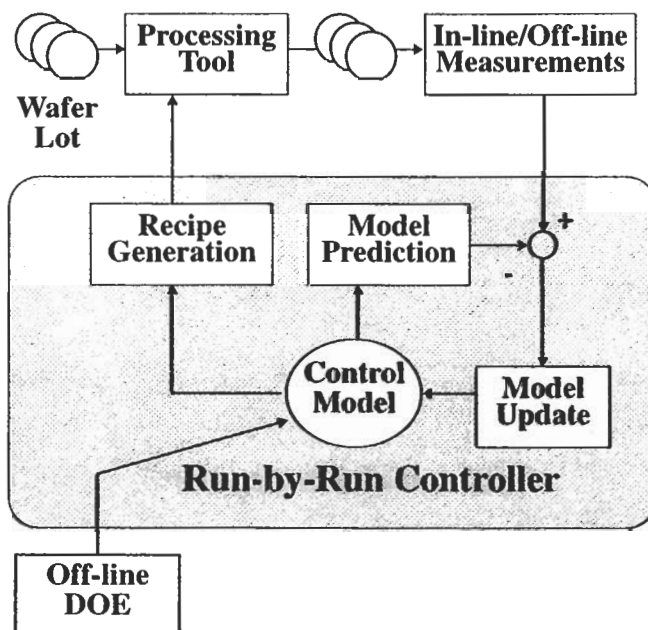 Processing
Tool
In-line/Off-line
Measurements
Wafer
Lot
Recipe
Generation
Model
Prediction
+
-
Control
Model
Model
Update
Run-by-Run Controller
Off-line
DOE